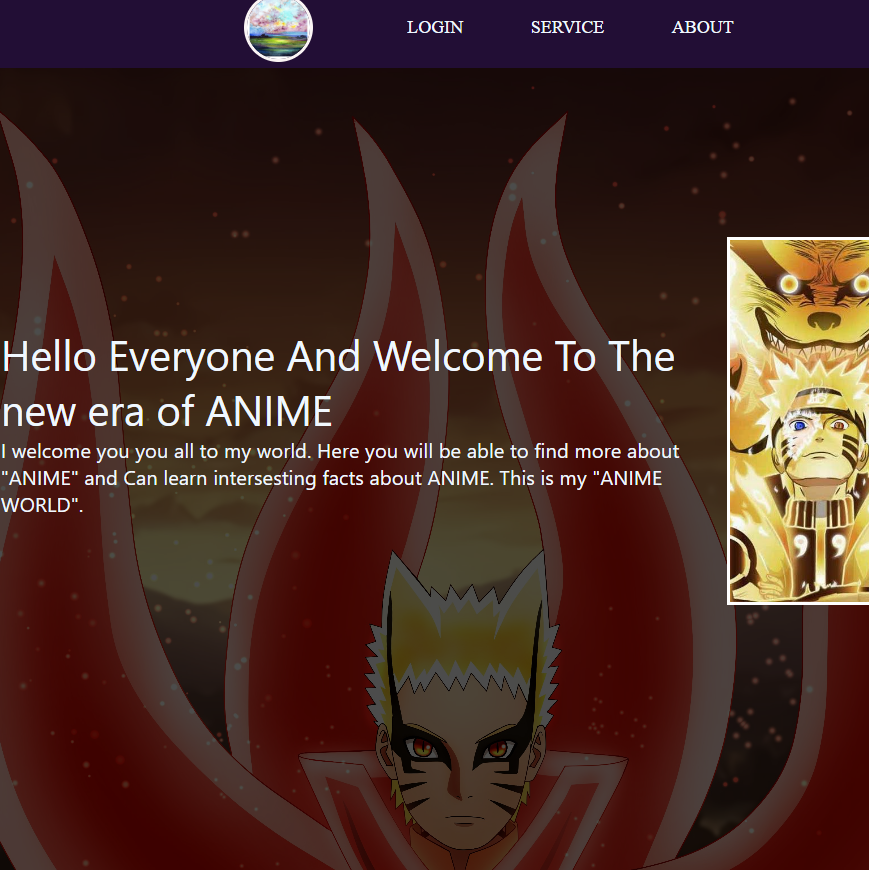 LOGIN SERVICE ABOUT
Hello Everyone And Welcome To The
new era of ANIME
I welcome you you all to my world. Here you will be able to find more about
"ANIME" and Can learn intersesting facts about ANIME. This is my "ANIME
WORLD".